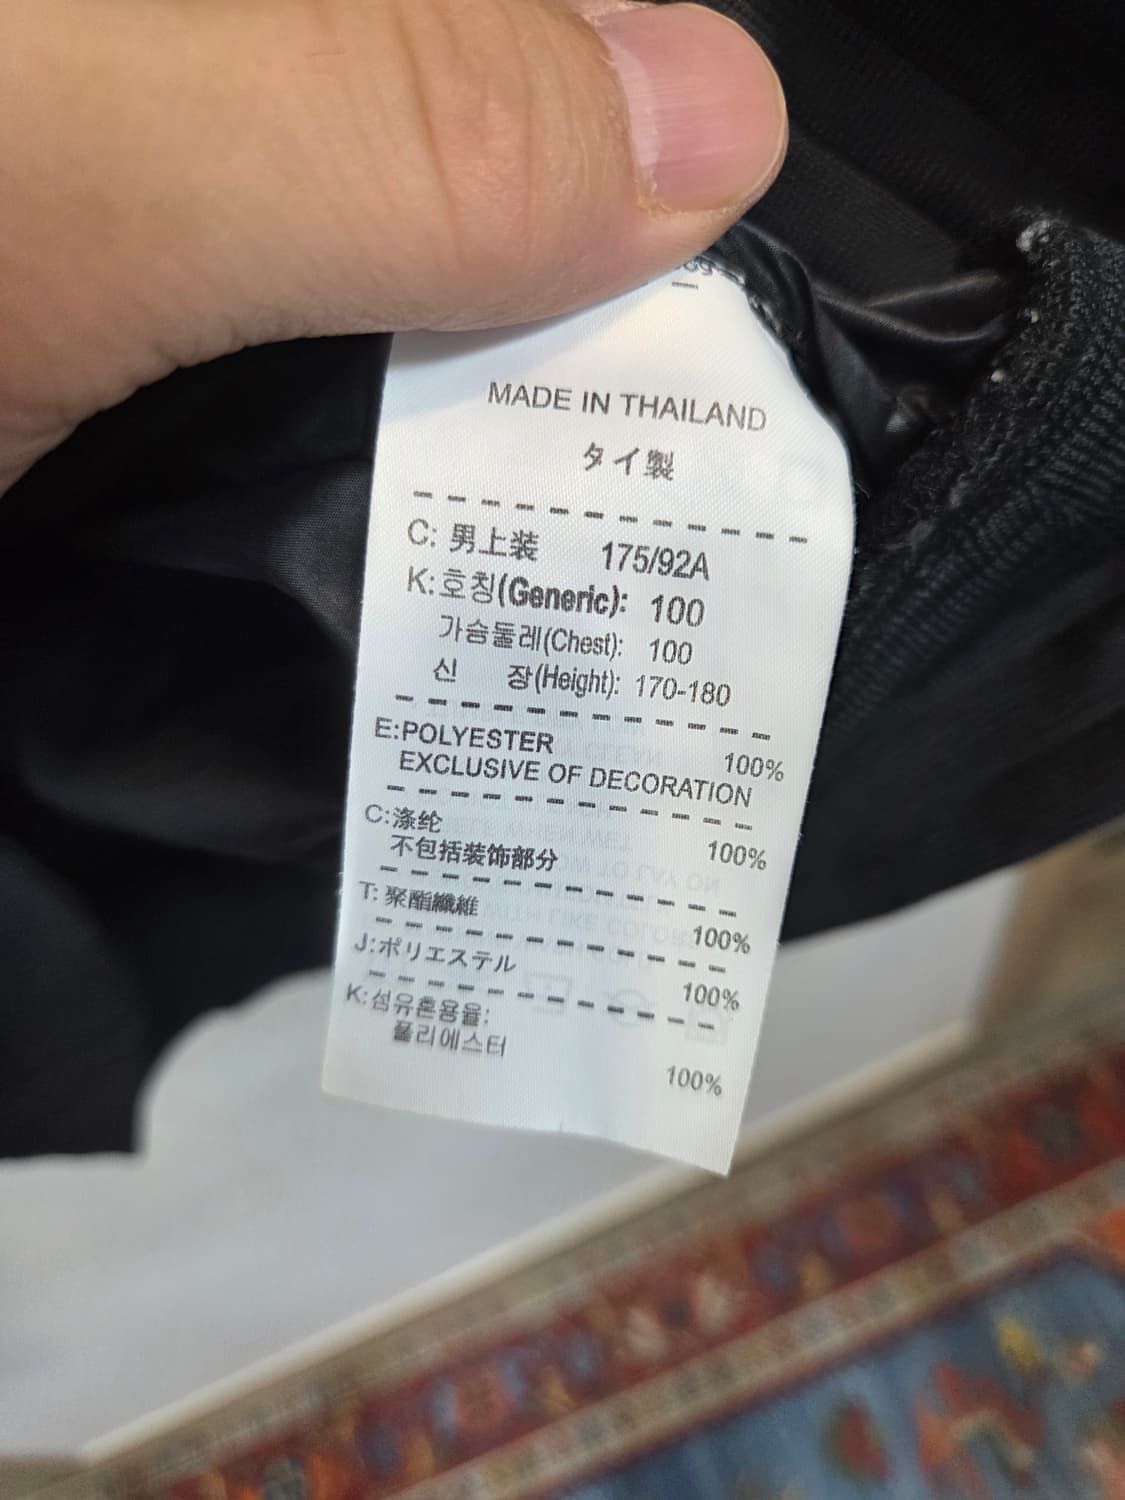 MADE IN THAILAND
タイ製
C: 男上装 175/92A
K:호칭(Generic): 100
가슴둘레(Chest): 100
신 장(Height): 170-180
E:POLYESTER 100%
EXCLUSIVE OF DECORATION
C:涤纶 100%
不包括装饰部分
T: 聚酯纖維 100%
J:ポリエステル 100%
K:섬유혼용율:
폴리에스터 100%